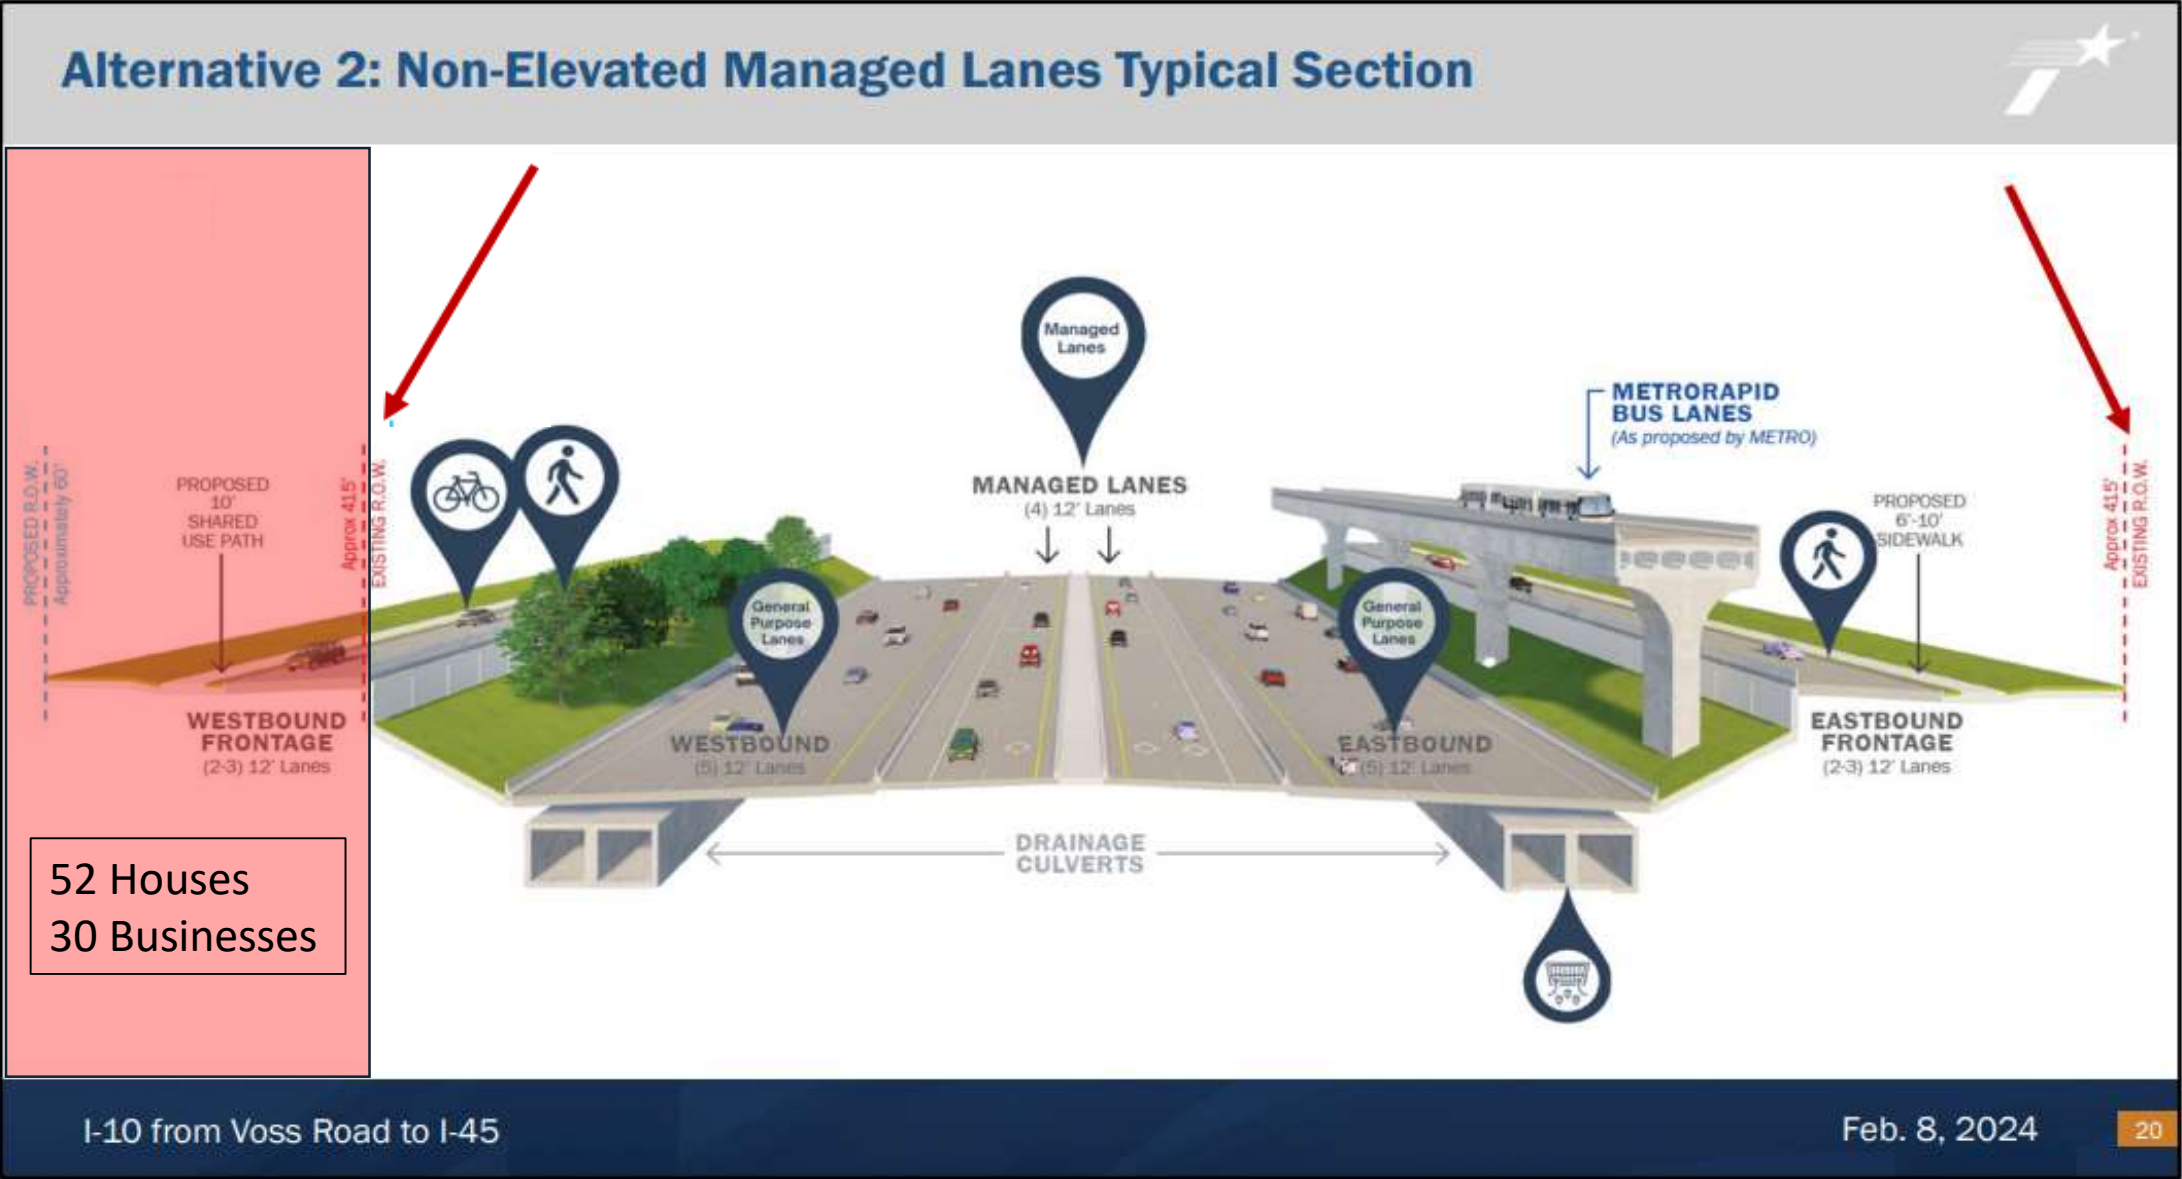 Alternative 2: Non-Elevated Managed Lanes Typical Section
Managed
Lanes
METRORAPID
BUS LANES
(As proposed by METRO)
PROPOSED R.O.W.
Approximately 60'
PROPOSED
10'
SHARED
USE PATH
Approx 415'
EXISTING R.O.W.
MANAGED LANES
(4) 12' Lanes
PROPOSED
6'-10'
SIDEWALK
Approx 415'
EXISTING R.O.W.
General
Purpose
Lanes
General
Purpose
Lanes
WESTBOUND
FRONTAGE
(2-3) 12' Lanes
WESTBOUND
(5) 12' Lanes
EASTBOUND
(5) 12' Lanes
EASTBOUND
FRONTAGE
(2-3) 12' Lanes
DRAINAGE
CULVERTS
52 Houses
30 Businesses
I-10 from Voss Road to I-45
Feb. 8, 2024
20